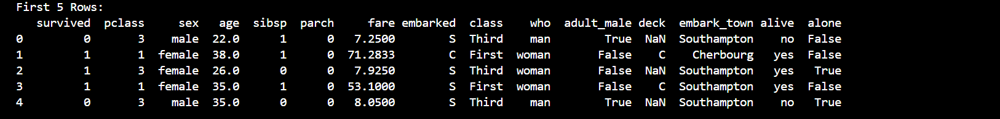 First 5 Rows:
survived pclass sex age sibsp parch fare embarked class who adult_male deck embark_town alive alone
0 0 3 male 22.0 1 0 7.2500 S Third man True NaN Southampton no False
1 1 1 female 38.0 1 0 71.2833 C First woman False C Cherbourg yes False
2 1 3 female 26.0 0 0 7.9250 S Third woman False NaN Southampton yes True
3 1 1 female 35.0 1 0 53.1000 S First woman False C Southampton yes False
4 0 3 male 35.0 0 0 8.0500 S Third man True NaN Southampton no True